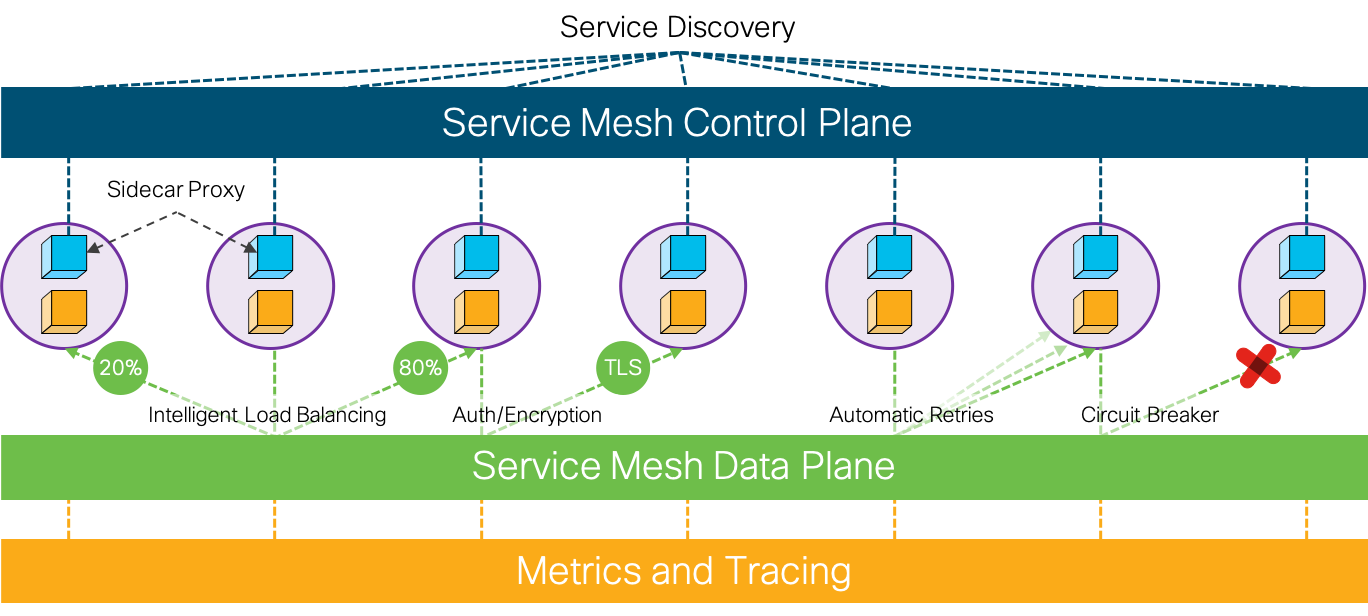 Service Discovery
Service Mesh Control Plane
Sidecar Proxy
20%
80%
TLS
Intelligent Load Balancing
Auth/Encryption
Automatic Retries
Circuit Breaker
Service Mesh Data Plane
Metrics and Tracing